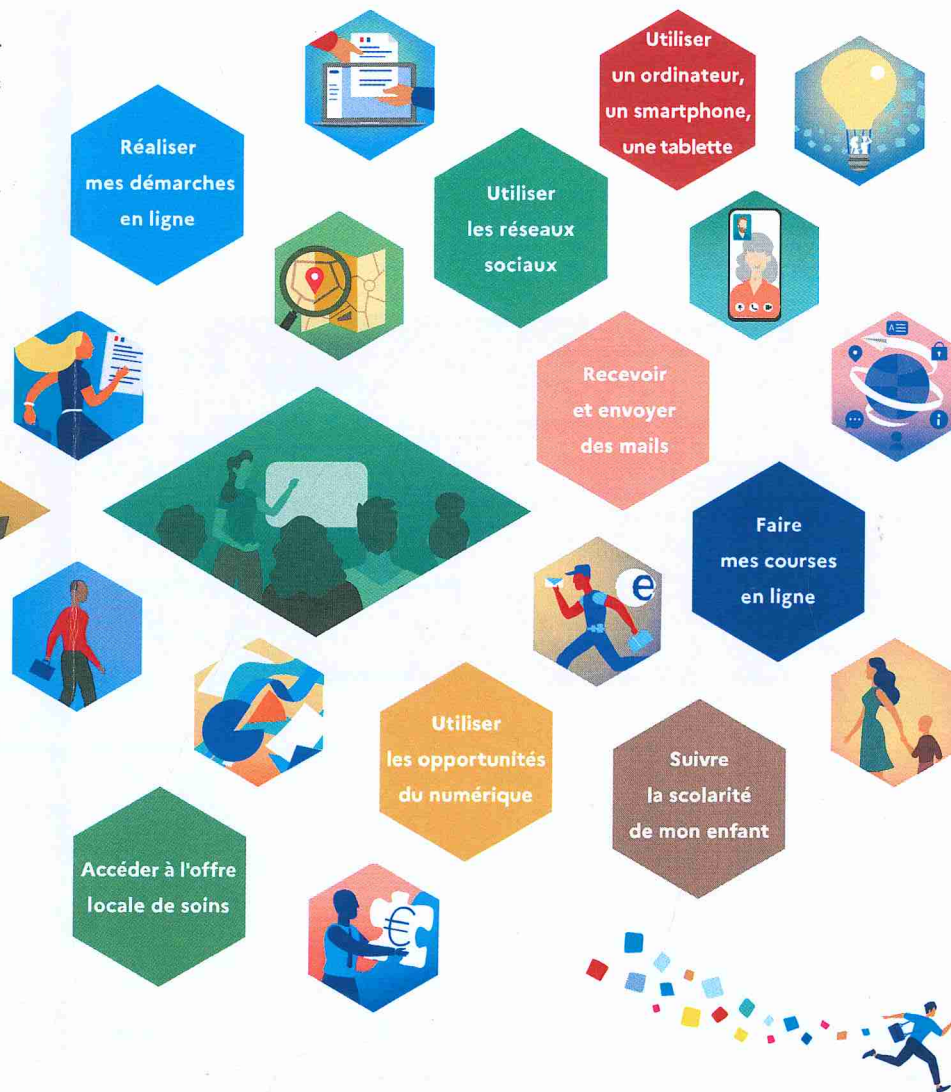 Utiliser
un ordinateur,
un smartphone,
une tablette
Réaliser
mes démarches
en ligne
Utiliser
les réseaux
sociaux
Recevoir
et envoyer
des mails
Faire
mes courses
en ligne
e
Utiliser
les opportunités
du numérique
Suivre
la scolarité
de mon enfant
Accéder à l'offre
locale de soins
€